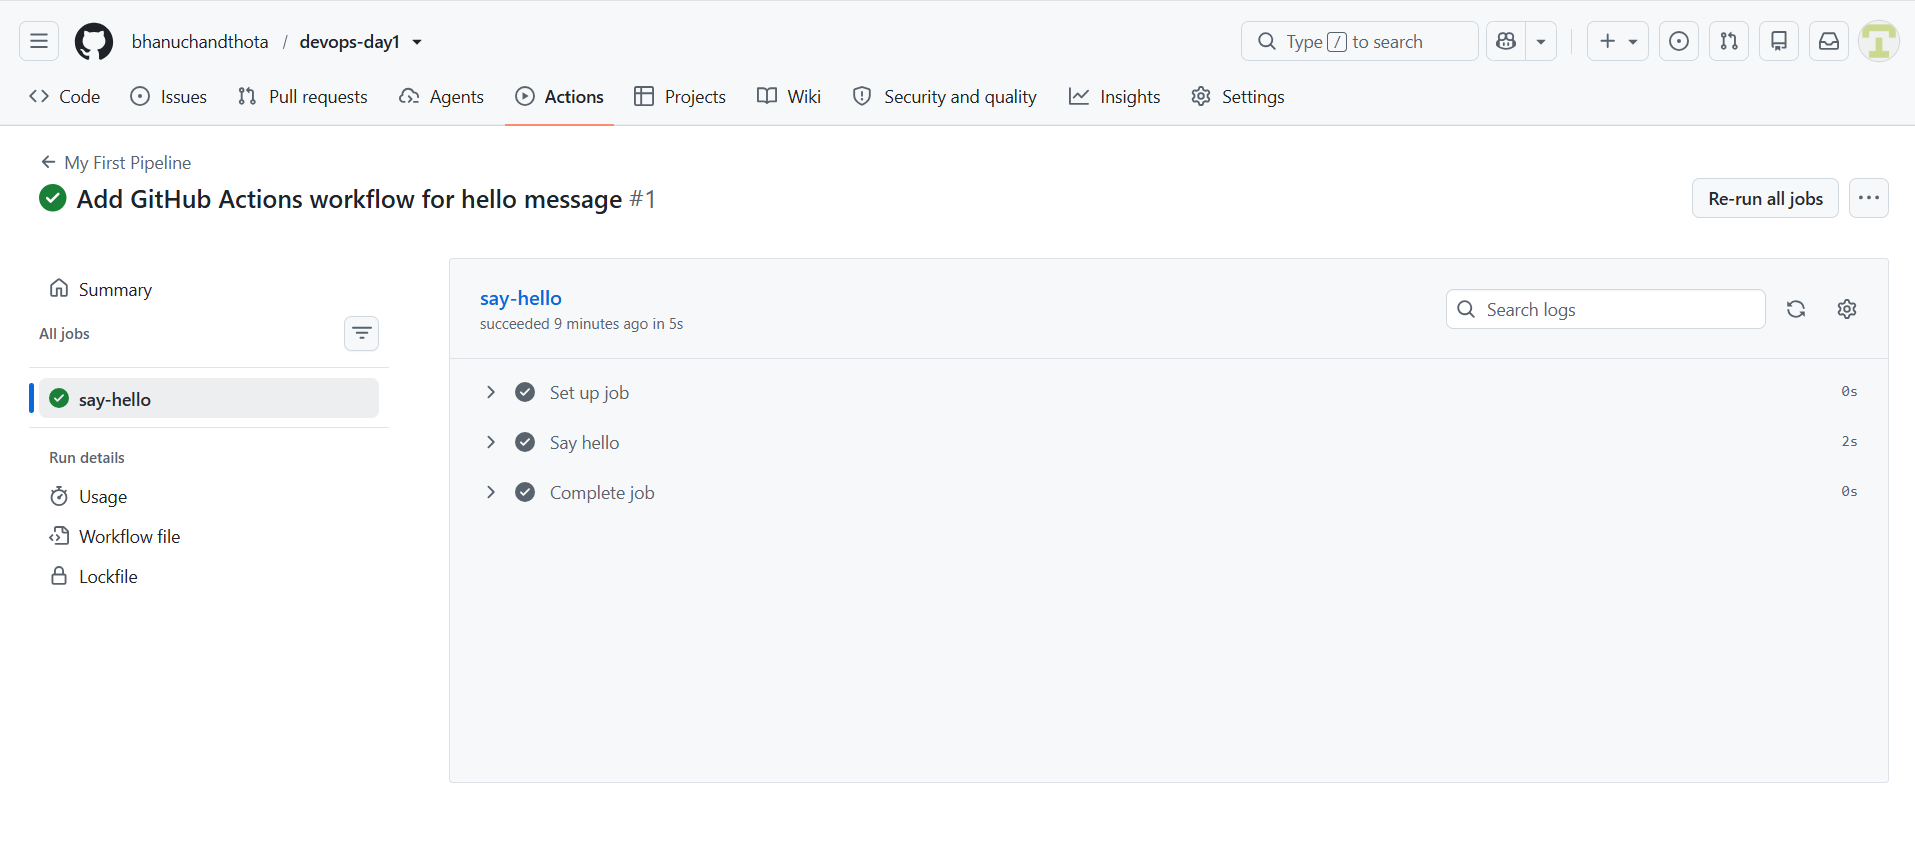 bhanuchandthota / devops-day1
Type / to search
Code Issues Pull requests Agents Actions Projects Wiki Security and quality Insights Settings
My First Pipeline
Add GitHub Actions workflow for hello message #1
Re-run all jobs
Summary
All jobs
say-hello
Run details
Usage
Workflow file
Lockfile
say-hello
succeeded 9 minutes ago in 5s
Search logs
Set up job 0s
Say hello 2s
Complete job 0s